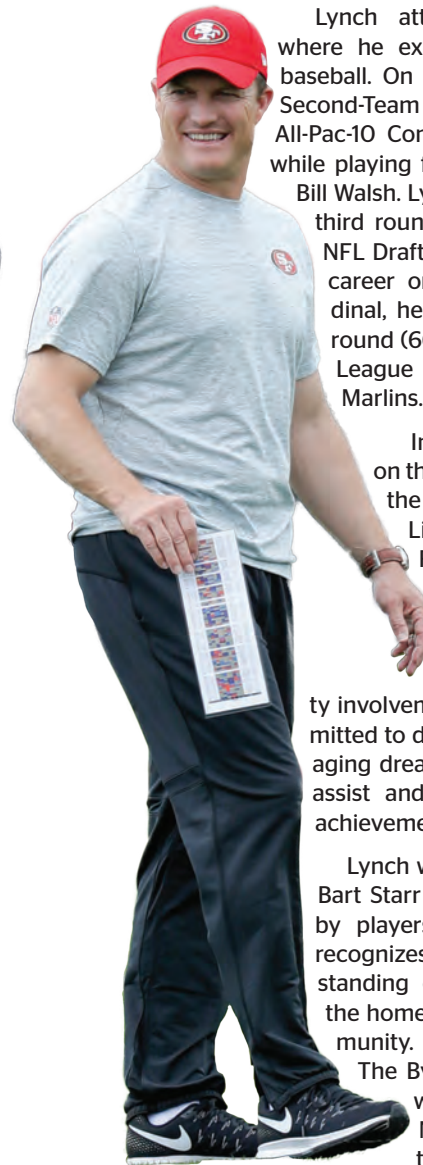 Lynch att
where he ex
baseball. On
Second-Team
All-Pac-10 Con
while playing f
Bill Walsh. Ly
third roun
NFL Draft
career or
dinal, he
round (60
League
Marlins.
In
on th
the
Li
ty involvem
mitted to d
aging drea
assist and
achieveme
Lynch w
Bart Starr
by players
recognizes
standing
the home
munity.
The By
w
N
t